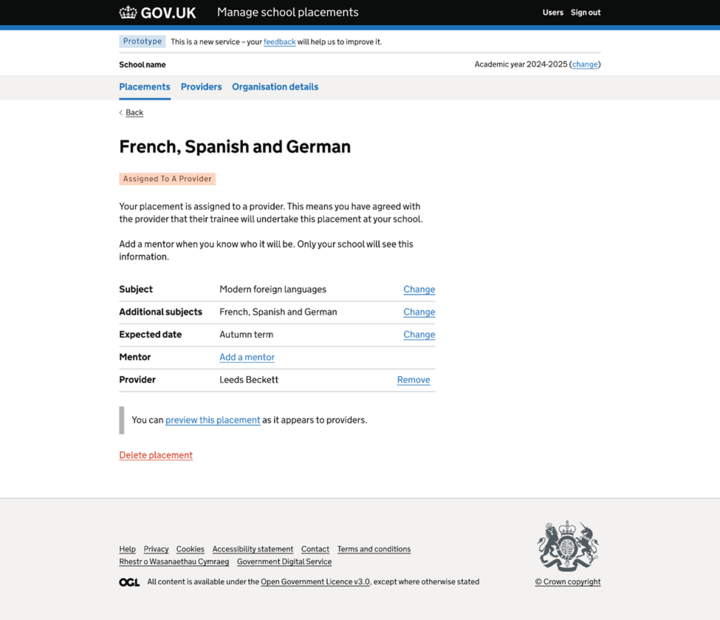 GOV.UK Manage school placements Users Sign out
Prototype This is a new service – your feedback will help us to improve it.
School name Academic year 2024-2025 (change)
Placements Providers Organisation details
Back
French, Spanish and German
Assigned To A Provider
Your placement is assigned to a provider. This means you have agreed with
the provider that their trainee will undertake this placement at your school.
Add a mentor when you know who it will be. Only your school will see this
information.
Subject Modern foreign languages Change
Additional subjects French, Spanish and German Change
Expected date Autumn term Change
Mentor Add a mentor
Provider Leeds Beckett Remove
You can preview this placement as it appears to providers.
Delete placement
Help Privacy Cookies Accessibility statement Contact Terms and conditions
Rhestr o Wasanaethau Cymraeg Government Digital Service
OGL All content is available under the Open Government Licence v3.0, except where otherwise stated
© Crown copyright